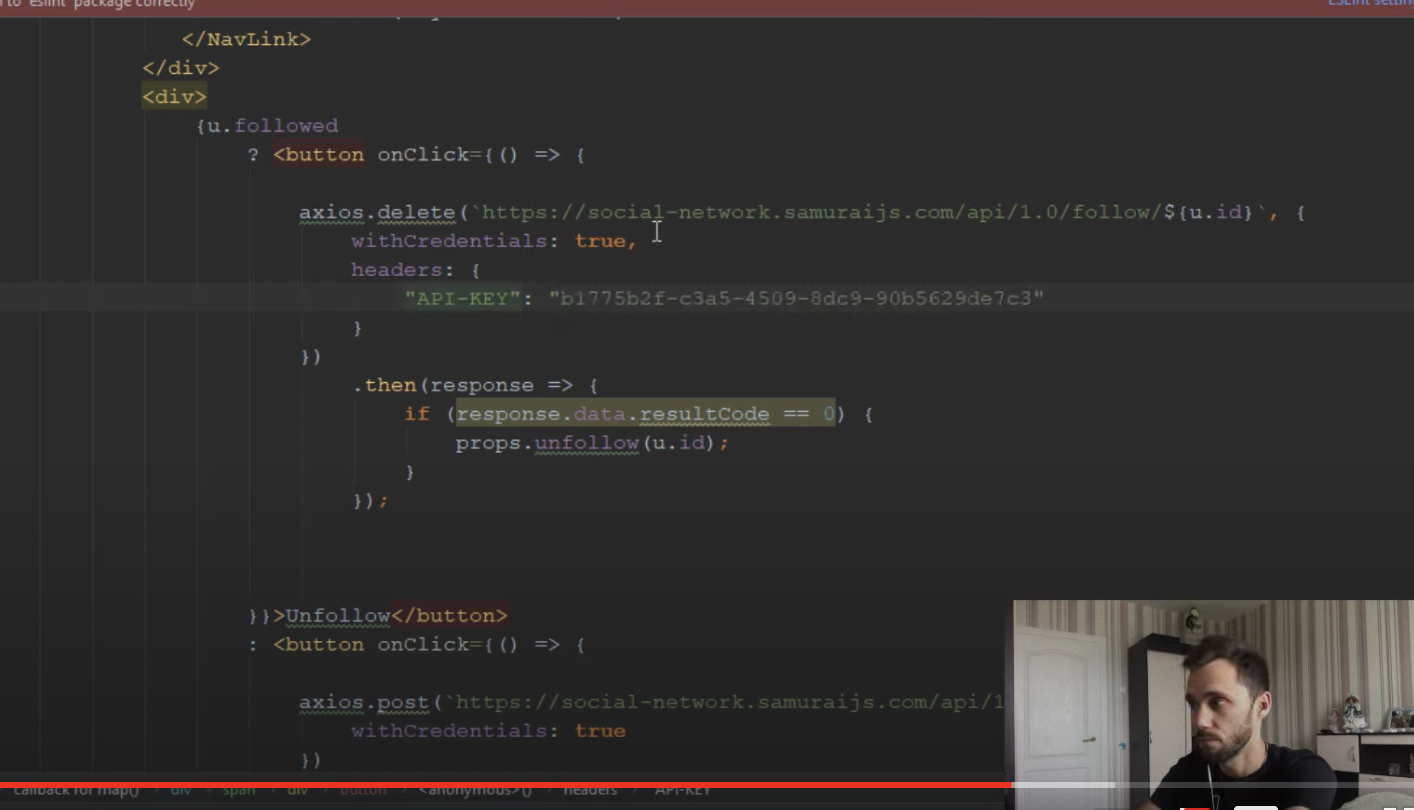 to 'eslint' package correctly
ESLint settin
</NavLink>
</div>
<div>
{u.followed
? <button onClick={() => {
axios.delete(`https://social-network.samuraijs.com/api/1.0/follow/${u.id}`, {
withCredentials: true,
headers: {
"API-KEY": "b1775b2f-c3a5-4509-8dc9-90b5629de7c3"
}
})
.then(response => {
if (response.data.resultCode == 0) {
props.unfollow(u.id);
}
});
}}>Unfollow</button>
: <button onClick={() => {
axios.post(`https://social-network.samuraijs.com/api/1
withCredentials: true
})
callback for map() div span div button <anonymous>() headers API-KEY